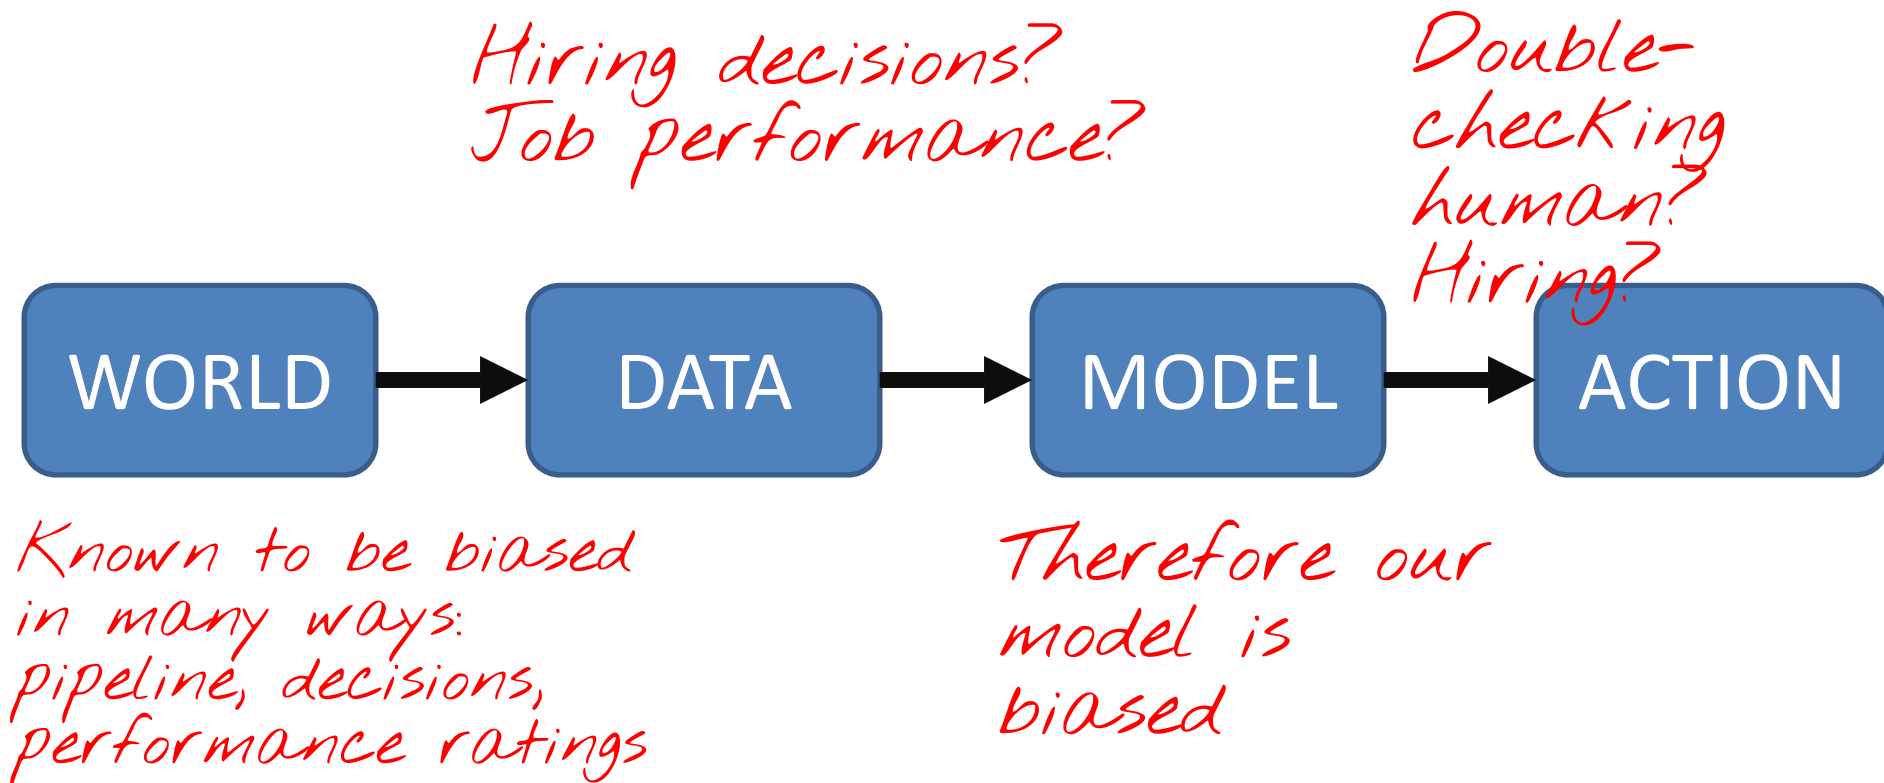 Hiring decisions?
Job performance?
Double-
checking
human?
Hiring?
WORLD
DATA
MODEL
ACTION
Known to be biased
in many ways:
pipeline, decisions,
performance ratings
Therefore our
model is
biased